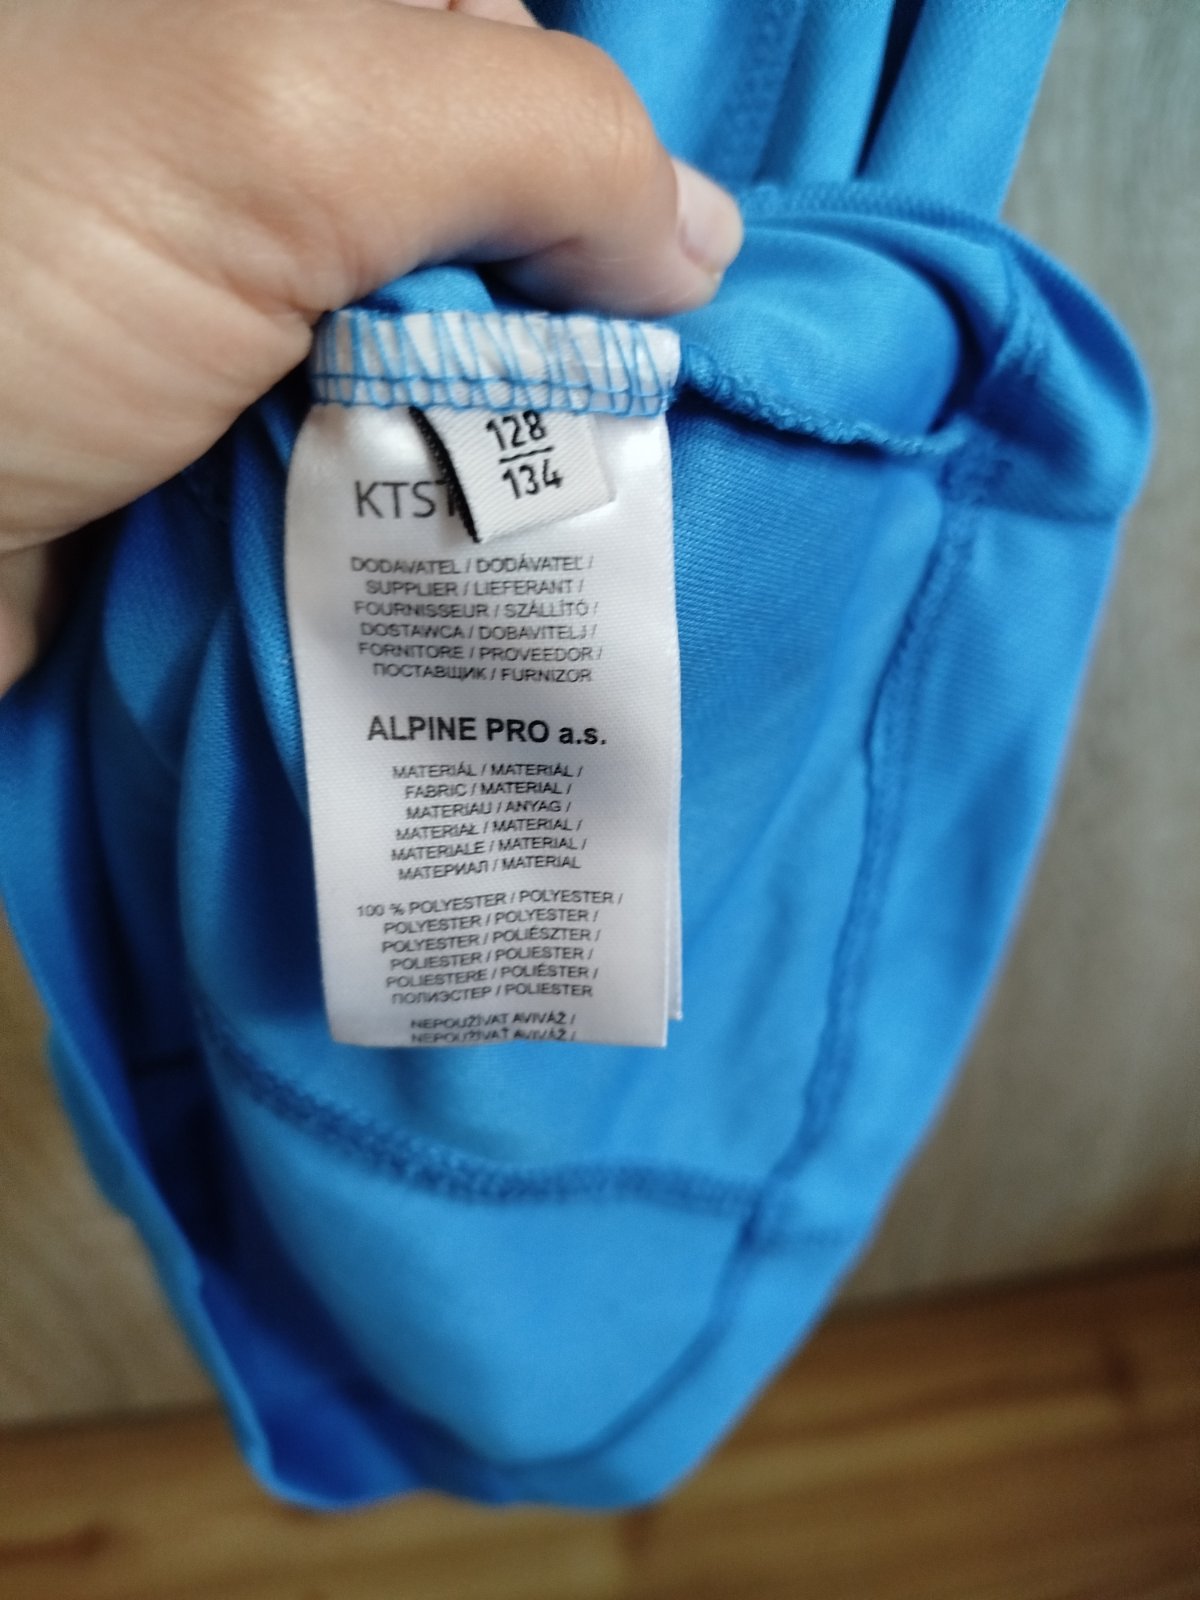 128
134
KTST
DODAVATEL / DODÁVATEĽ /
SUPPLIER / LIEFERANT /
FOURNISSEUR / SZÁLLÍTÓ /
DOSTAWCA / DOBAVITELJ /
FORNITORE / PROVEEDOR /
ПОСТАВЩИК / FURNIZOR
ALPINE PRO a.s.
MATERIÁL / MATERIÁL /
FABRIC / MATERIAL /
MATERIAU / ANYAG /
MATERIAŁ / MATERIAL /
MATERIALE / MATERIAL /
МАТЕРИАЛ / MATERIAL
100 % POLYESTER / POLYESTER /
POLYESTER / POLYESTER /
POLYESTER / POLIÉSZTER /
POLIESTER / POLIESTER /
POLIESTERE / POLIÉSTER /
ПОЛИЭСТЕР / POLIESTER
NEPOUŽÍVAT AVIVÁŽ /
NEPOUŽÍVAŤ AVIVÁŽ /